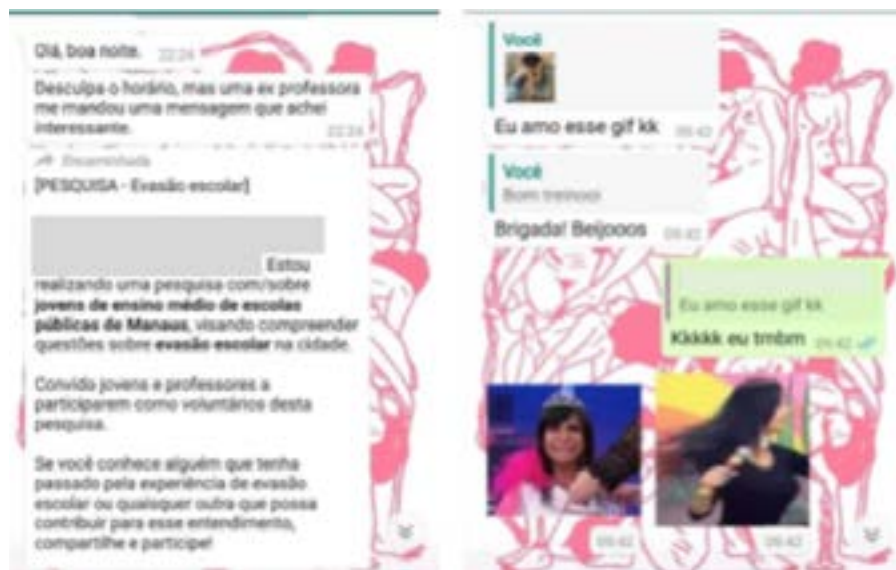 Olá, boa noite. 22:24
Desculpa o horário, mas uma ex professora
me mandou uma mensagem que achei
interessante. 22:24
Encaminhada
[PESQUISA - Evasão escolar]
Estou
realizando uma pesquisa com/sobre
jovens de ensino médio de escolas
públicas de Manaus, visando compreender
questões sobre evasão escolar na cidade.
Convido jovens e professores a
participarem como voluntários desta
pesquisa.
Se você conhece alguém que tenha
passado pela experiência de evasão
escolar ou quaisquer outra que possa
contribuir para esse entendimento,
compartilhe e participe!
Você
Eu amo esse gif kk 09:42
Você
Bom treinooi
Brigada! Beijooos 09:42
Eu amo esse gif kk
Kkkkk eu tmbm 09:42
09:42
09:42